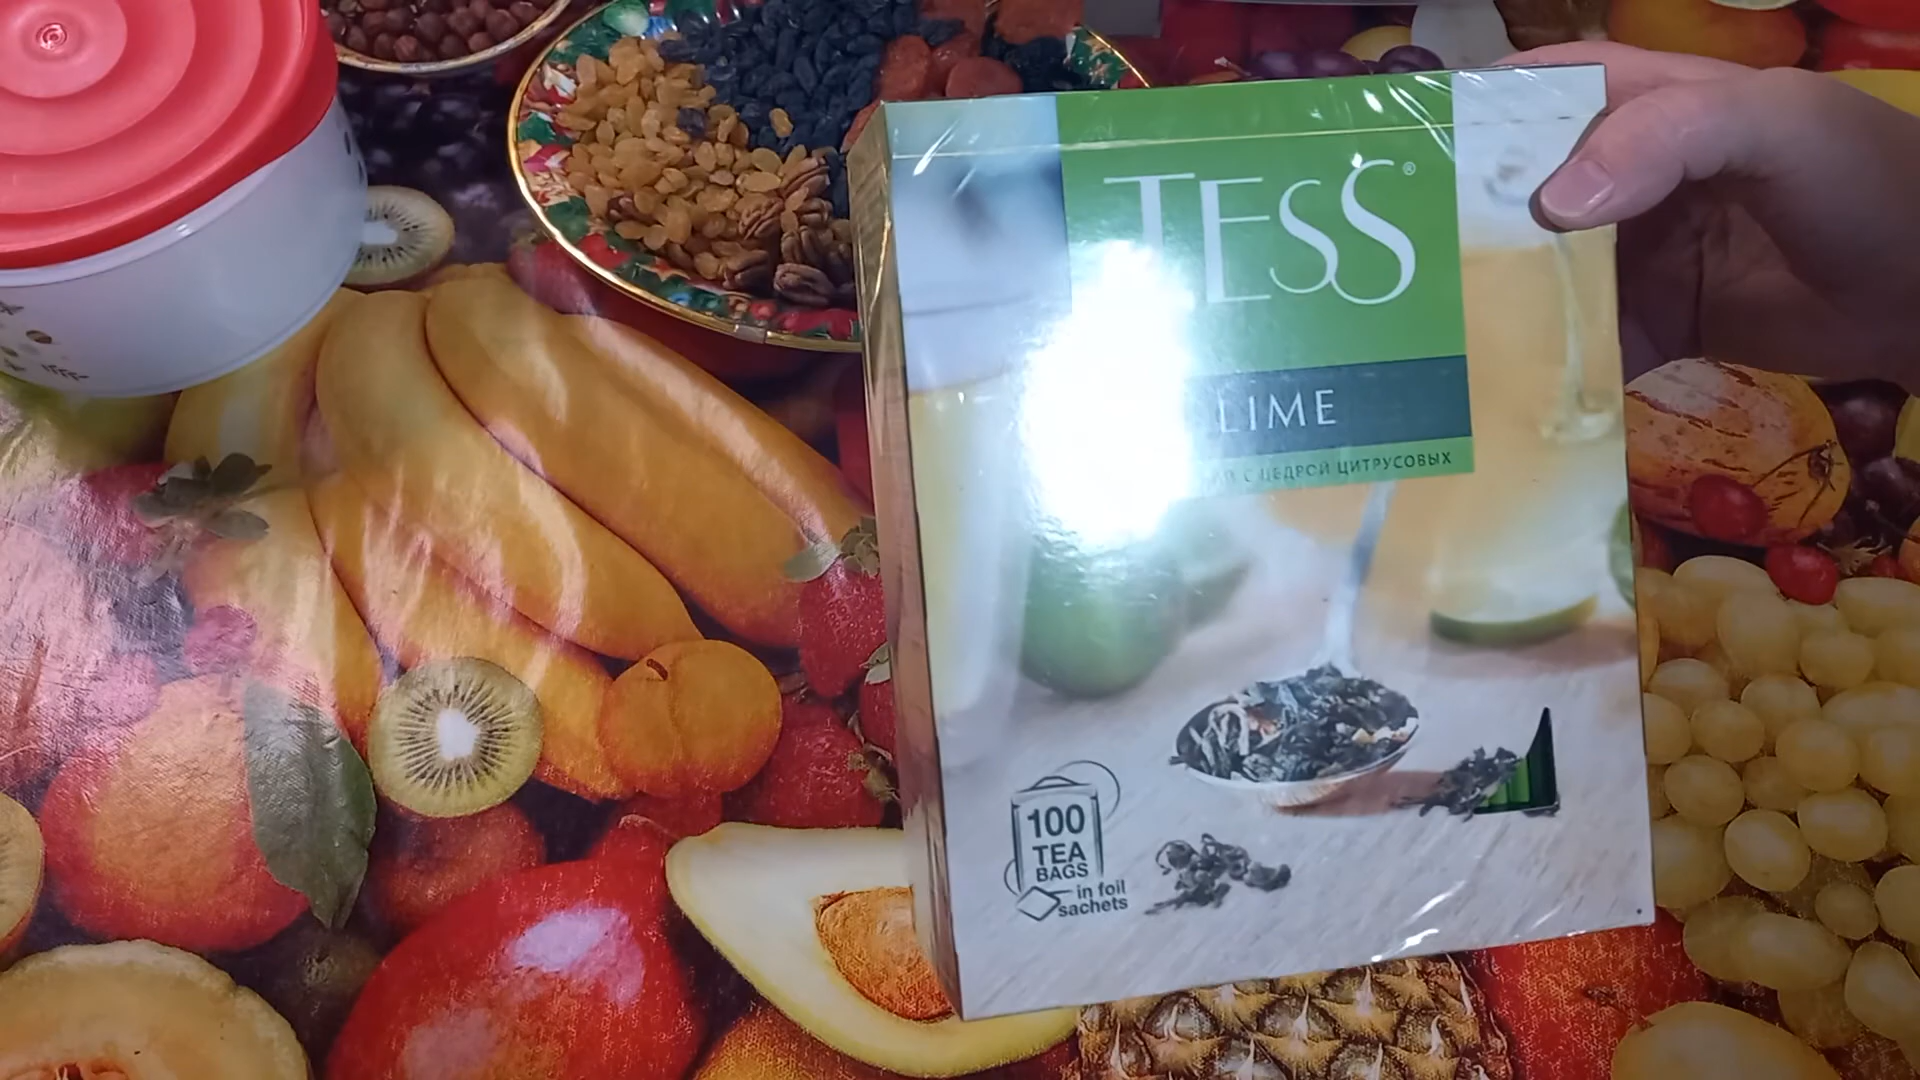 TESS®
LIME
С ЦЕДРОЙ ЦИТРУСОВЫХ
100
TEA
BAGS
in foil
sachets